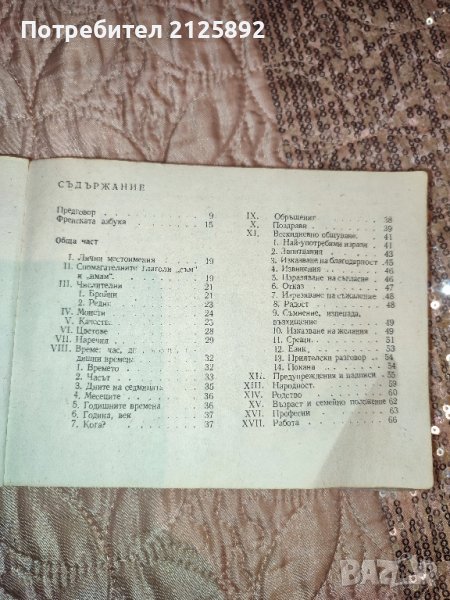 Потребител 2125892
СЪДЪРЖАНИЕ
Предговор 9
Френската азбука 15
Обща част
I. Лични местоимения 19
II. Спомагателните глаголи „съм"
и „имам" 19
III. Числителни 21
1. Бройни 21
2. Редни 23
IV. Монети 24
V. Качества 25
VI. Цветове 28
VII. Наречия 29
VIII. Време: час,
дишни времена 32
1. Времето 32
2. Часът 33
3. Дните на седмицата 35
4. Месеците 36
5. Годишните времена 36
6. Година, век 37
7. Кога? 37
IX. Обръщения 38
X. Поздрави 39
XI. Всекидневно общуване 41
1. Най-употребими изрази 41
2. Запитвания 43
3. Изказване на благодарност 45
4. Извинения 46
5. Изразяване на съгласие 46
6. Отказ 47
7. Изразяване на съжаление 48
8. Радост 48
9. Съмнение, изненада,
възхищение 49
10. Изказване на желания 49
11. Срещи 51
12. Език 53
13. Приятелски разговор 54
14. Покана 54
XII. Предупреждения и надписи 55
XIII. Народност 59
XIV. Родство 60
XV. Възраст и семейно положение 62
XVI. Професии 63
XVII. Работа 66
BAZAR